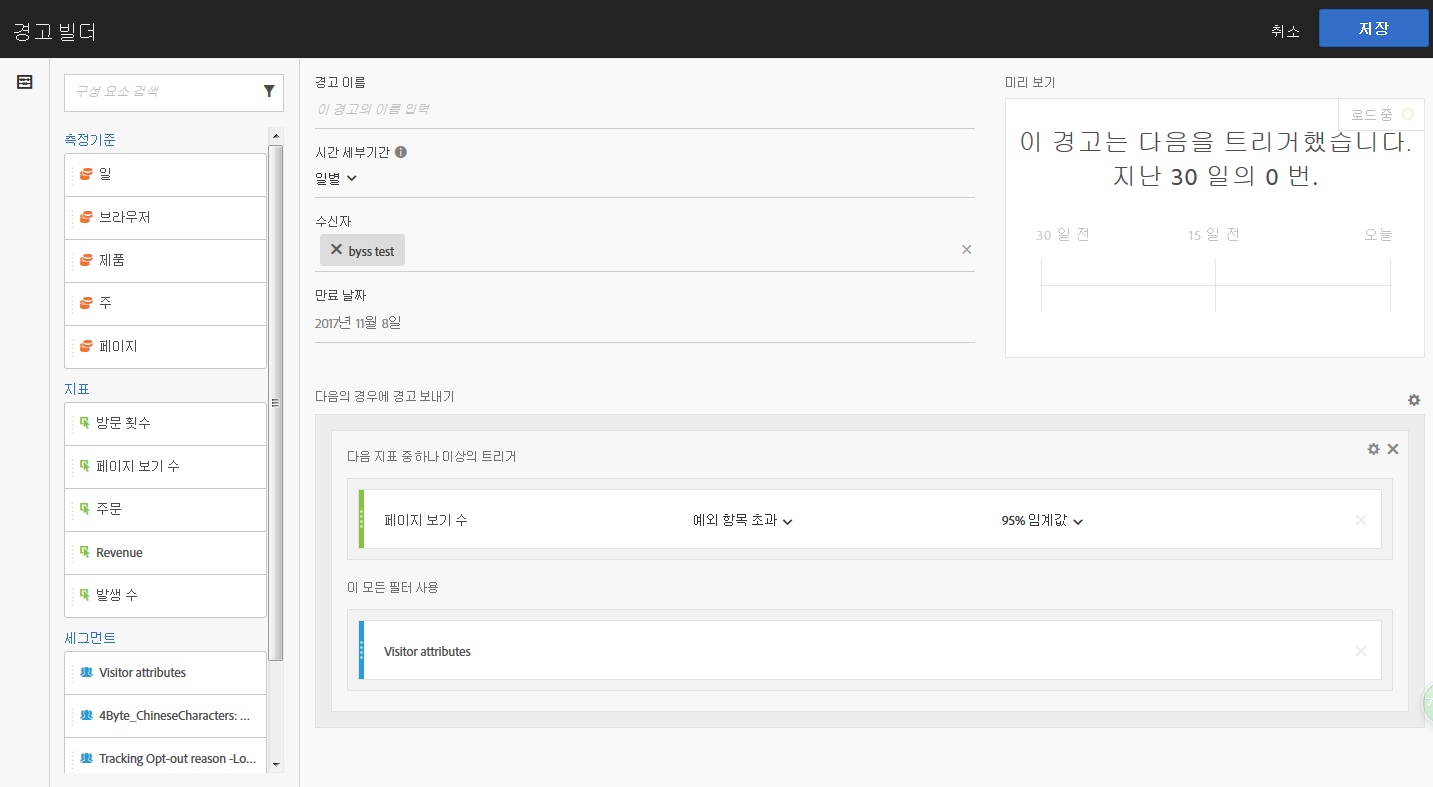 경고 빌더
취소
저장
구성 요소 검색
측정기준
일
브라우저
제품
주
페이지
지표
방문 횟수
페이지 보기 수
주문
Revenue
발생 수
세그먼트
Visitor attributes
4Byte_ChineseCharacters: ...
Tracking Opt-out reason -Lo...
경고 이름
이 경고의 이름 입력
시간 세부기간
일별
수신자
byss test
만료 날짜
2017년 11월 8일
미리 보기
로드 중
이 경고는 다음을 트리거했습니다.
지난 30 일의 0 번.
30 일 전 15 일 전 오늘
다음의 경우에 경고 보내기
다음 지표 중하나 이상의 트리거
페이지 보기 수 예외 항목 초과 95% 임계값
이 모든 필터 사용
Visitor attributes